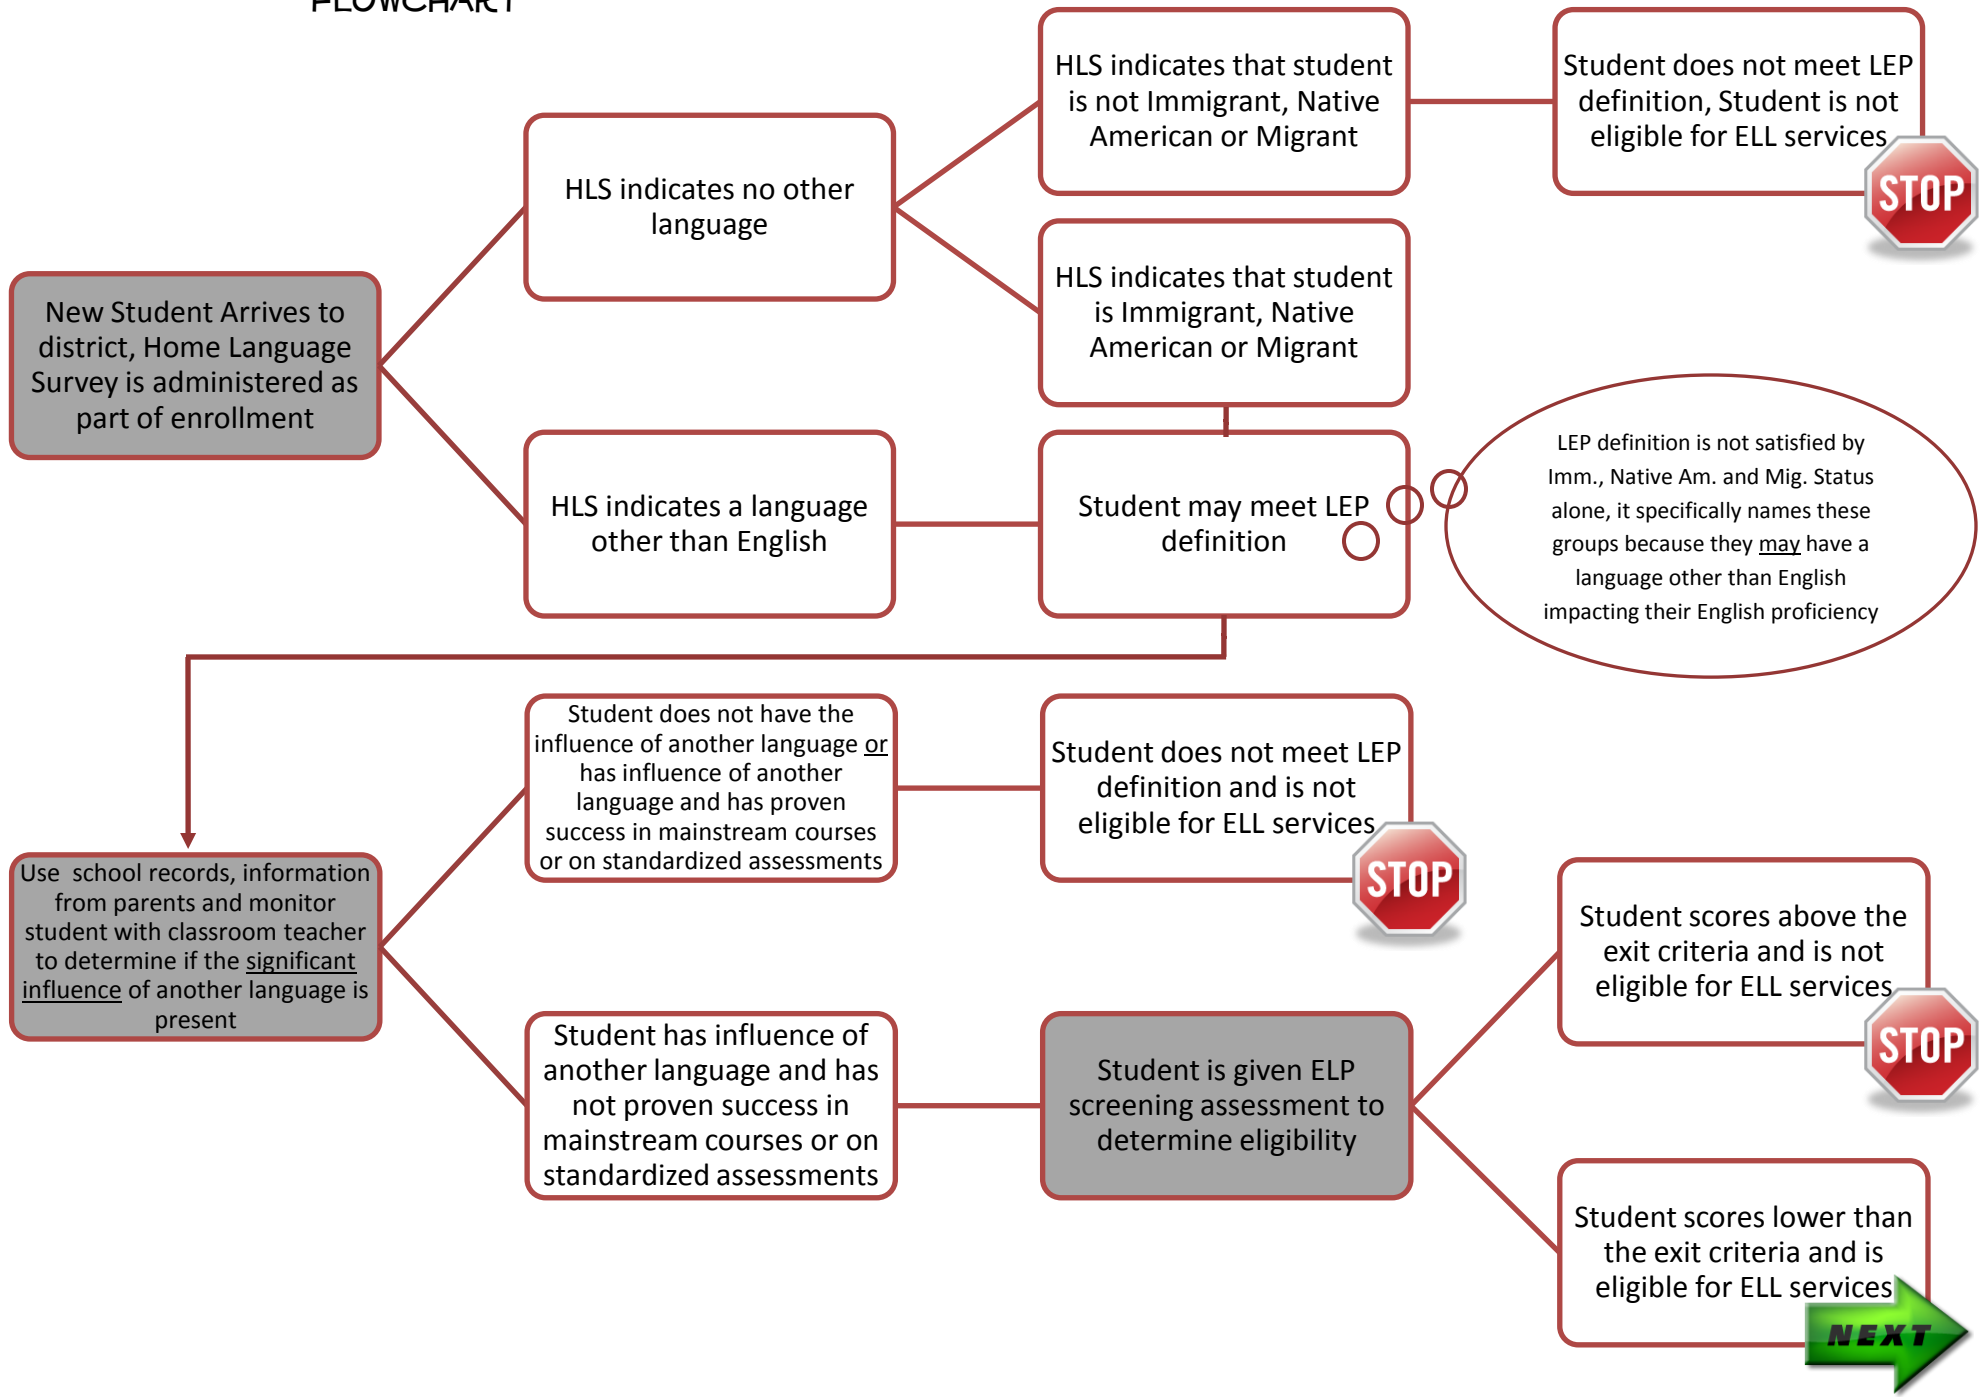 FLOWCHART
HLS indicates that student
is not Immigrant, Native
American or Migrant
Student does not meet LEP
definition, Student is not
eligible for ELL services
STOP
HLS indicates no other
language
HLS indicates that student
is Immigrant, Native
American or Migrant
New Student Arrives to
district, Home Language
Survey is administered as
part of enrollment
HLS indicates a language
other than English
Student may meet LEP
definition
LEP definition is not satisfied by
Imm., Native Am. and Mig. Status
alone, it specifically names these
groups because they may have a
language other than English
impacting their English proficiency
Use school records, information
from parents and monitor
student with classroom teacher
to determine if the significant
influence of another language is
present
Student does not have the
influence of another language or
has influence of another
language and has proven
success in mainstream courses
or on standardized assessments
Student does not meet LEP
definition and is not
eligible for ELL services
STOP
Student has influence of
another language and has
not proven success in
mainstream courses or on
standardized assessments
Student is given ELP
screening assessment to
determine eligibility
Student scores above the
exit criteria and is not
eligible for ELL services
STOP
Student scores lower than
the exit criteria and is
eligible for ELL services
NEXT